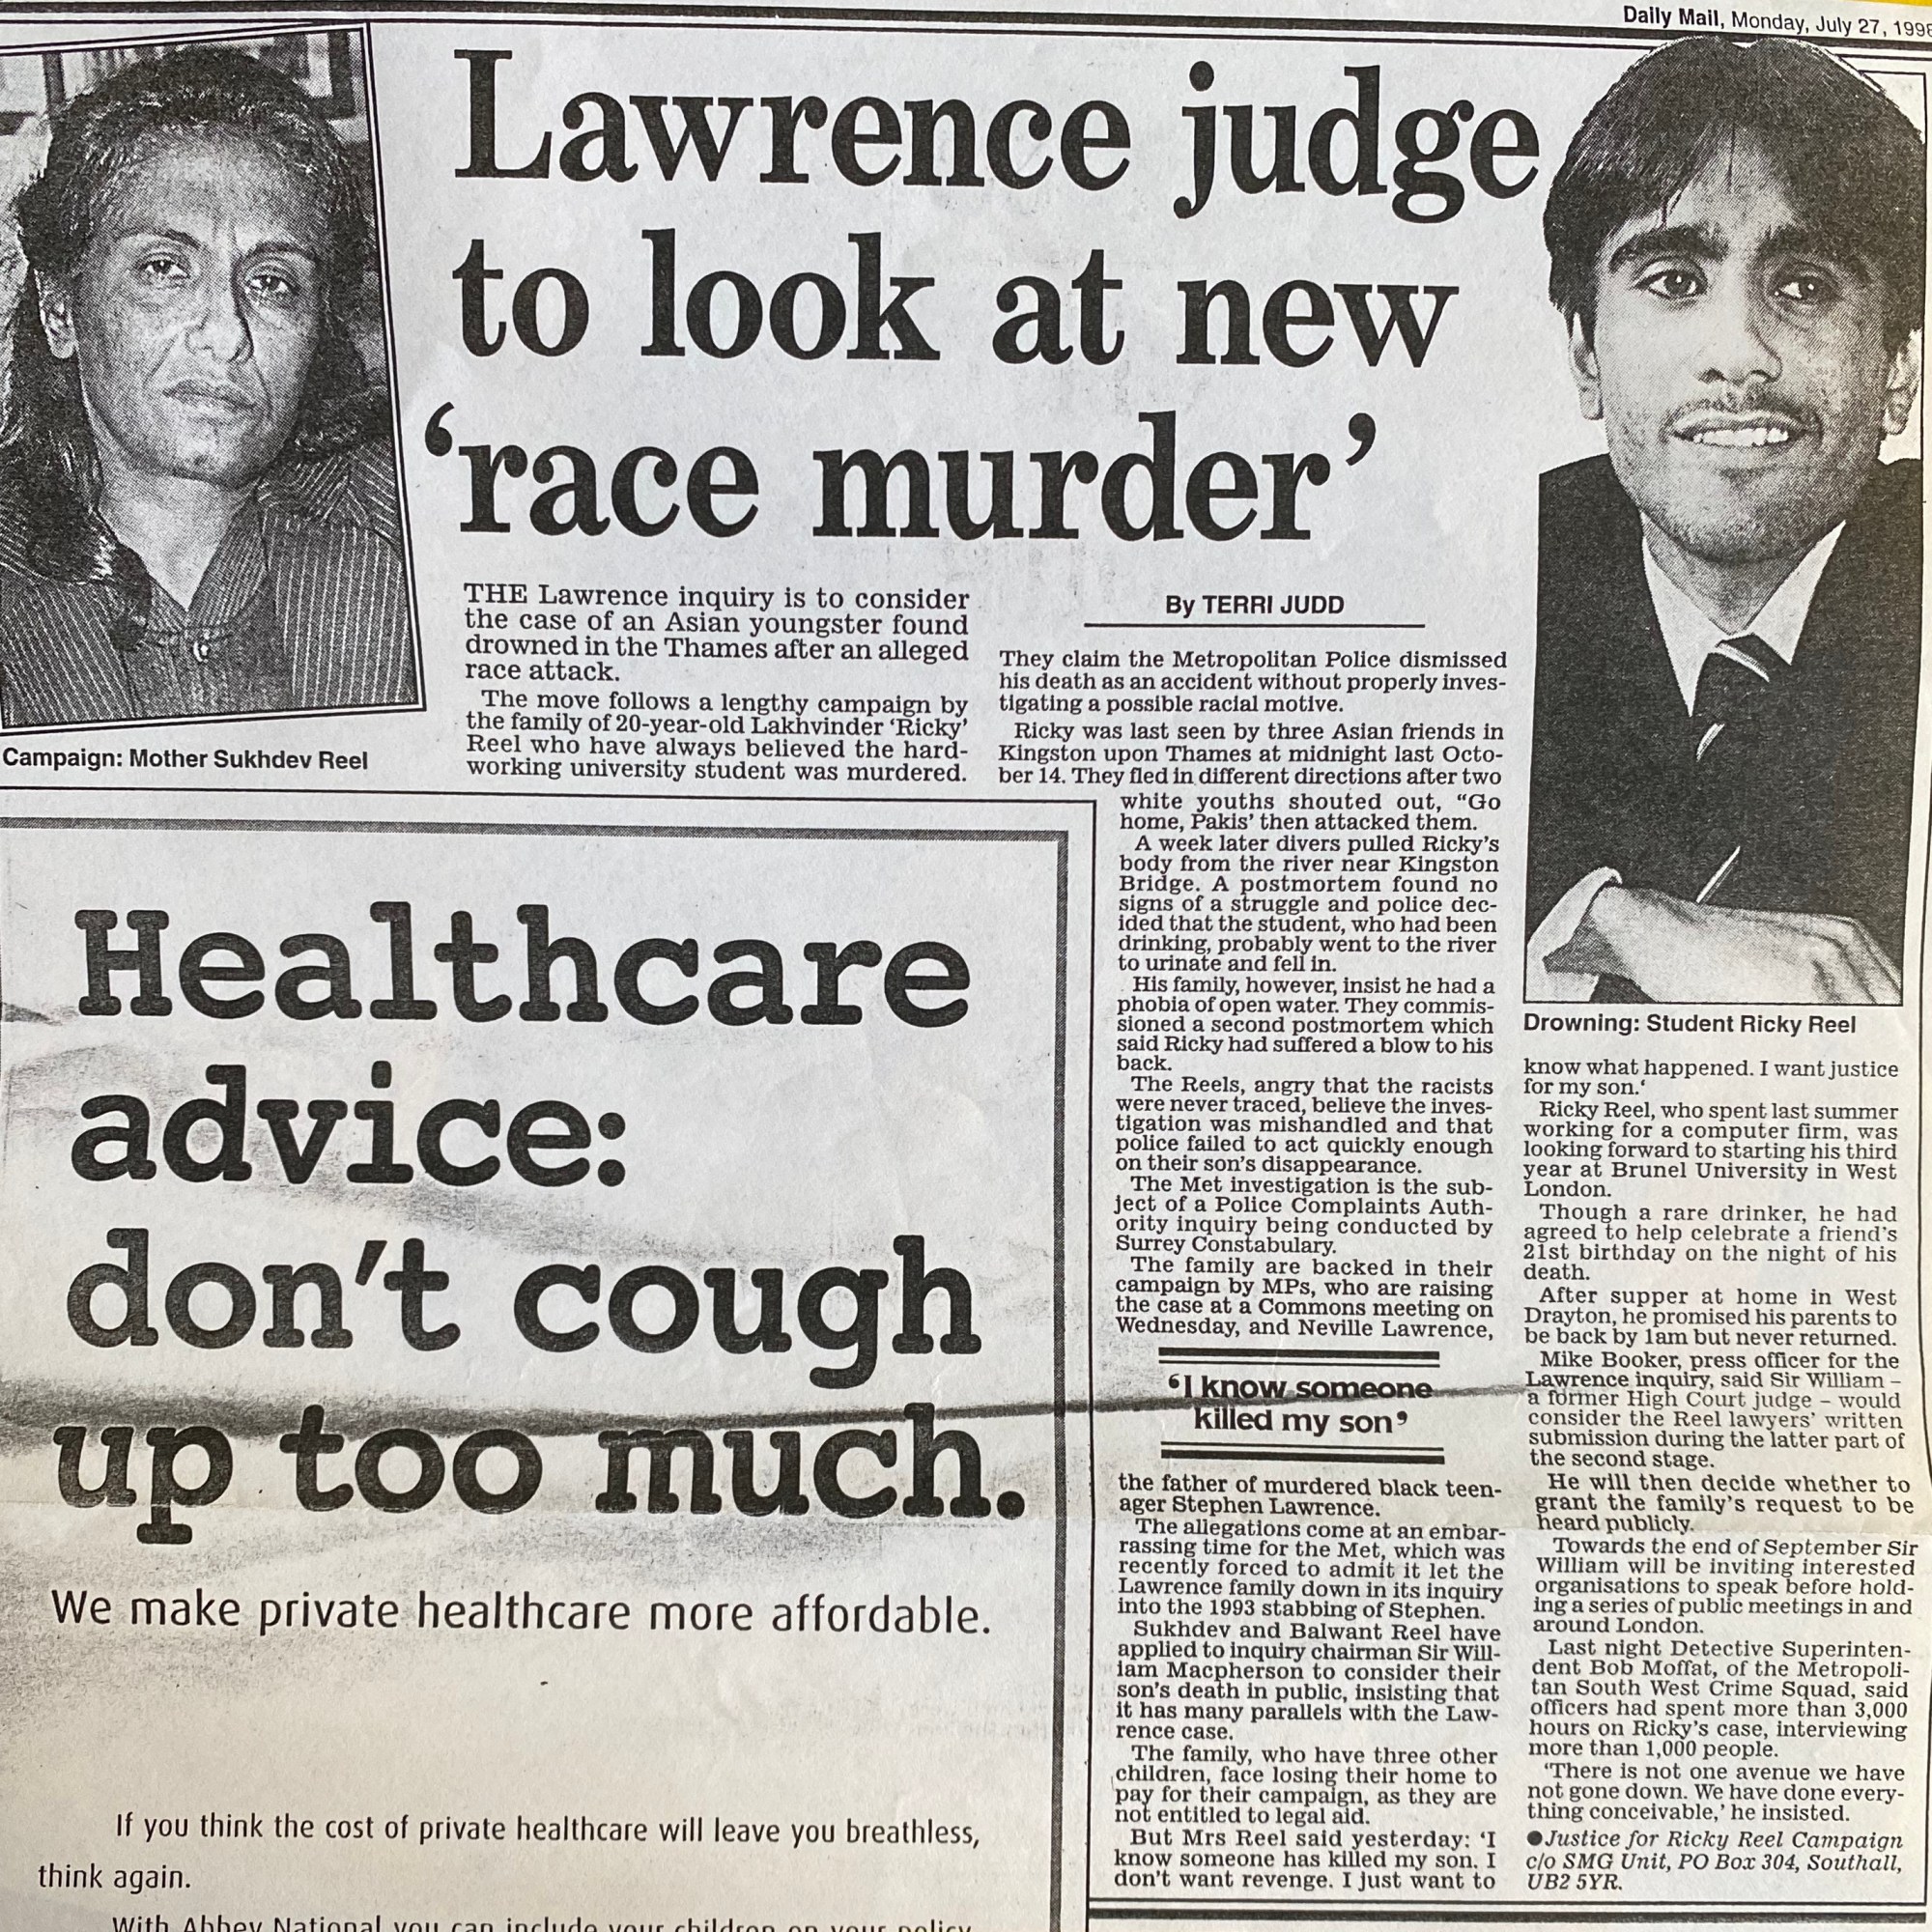 Daily Mail, Monday, July 27, 1998
Lawrence judge
to look at new
‘race murder’
Campaign: Mother Sukhdev Reel
THE Lawrence inquiry is to consider
the case of an Asian youngster found
drowned in the Thames after an alleged
race attack.
The move follows a lengthy campaign by
the family of 20-year-old Lakhvinder ‘Ricky’
Reel who have always believed the hard-
working university student was murdered.
By TERRI JUDD
They claim the Metropolitan Police dismissed
his death as an accident without properly inves-
tigating a possible racial motive.
Ricky was last seen by three Asian friends in
Kingston upon Thames at midnight last Octo-
ber 14. They fled in different directions after two
white youths shouted out, “Go
home, Pakis’ then attacked them.
A week later divers pulled Ricky’s
body from the river near Kingston
Bridge. A postmortem found no
signs of a struggle and police dec-
ided that the student, who had been
drinking, probably went to the river
to urinate and fell in.
His family, however, insist he had a
phobia of open water. They commis-
sioned a second postmortem which
said Ricky had suffered a blow to his
back.
The Reels, angry that the racists
were never traced, believe the inves-
tigation was mishandled and that
police failed to act quickly enough
on their son’s disappearance.
The Met investigation is the sub-
ject of a Police Complaints Auth-
ority inquiry being conducted by
Surrey Constabulary.
The family are backed in their
campaign by MPs, who are raising
the case at a Commons meeting on
Wednesday, and Neville Lawrence,
‘I know someone
killed my son’
the father of murdered black teen-
ager Stephen Lawrence.
The allegations come at an embar-
rassing time for the Met, which was
recently forced to admit it let the
Lawrence family down in its inquiry
into the 1993 stabbing of Stephen.
Sukhdev and Balwant Reel have
applied to inquiry chairman Sir Will-
iam Macpherson to consider their
son’s death in public, insisting that
it has many parallels with the Law-
rence case.
The family, who have three other
children, face losing their home to
pay for their campaign, as they are
not entitled to legal aid.
But Mrs Reel said yesterday: ‘I
know someone has killed my son. I
don’t want revenge. I just want to
Drowning: Student Ricky Reel
know what happened. I want justice
for my son.‘
Ricky Reel, who spent last summer
working for a computer firm, was
looking forward to starting his third
year at Brunel University in West
London.
Though a rare drinker, he had
agreed to help celebrate a friend’s
21st birthday on the night of his
death.
After supper at home in West
Drayton, he promised his parents to
be back by 1am but never returned.
Mike Booker, press officer for the
Lawrence inquiry, said Sir William –
a former High Court judge – would
consider the Reel lawyers’ written
submission during the latter part of
the second stage.
He will then decide whether to
grant the family’s request to be
heard publicly.
Towards the end of September Sir
William will be inviting interested
organisations to speak before hold-
ing a series of public meetings in and
around London.
Last night Detective Superinten-
dent Bob Moffat, of the Metropoli-
tan South West Crime Squad, said
officers had spent more than 3,000
hours on Ricky’s case, interviewing
more than 1,000 people.
‘There is not one avenue we have
not gone down. We have done every-
thing conceivable,’ he insisted.
●Justice for Ricky Reel Campaign
c/o SMG Unit, PO Box 304, Southall,
UB2 5YR.
Healthcare
advice:
don’t cough
up too much.
We make private healthcare more affordable.
If you think the cost of private healthcare will leave you breathless,
think again.
With Abbey National you can include your children on your policy